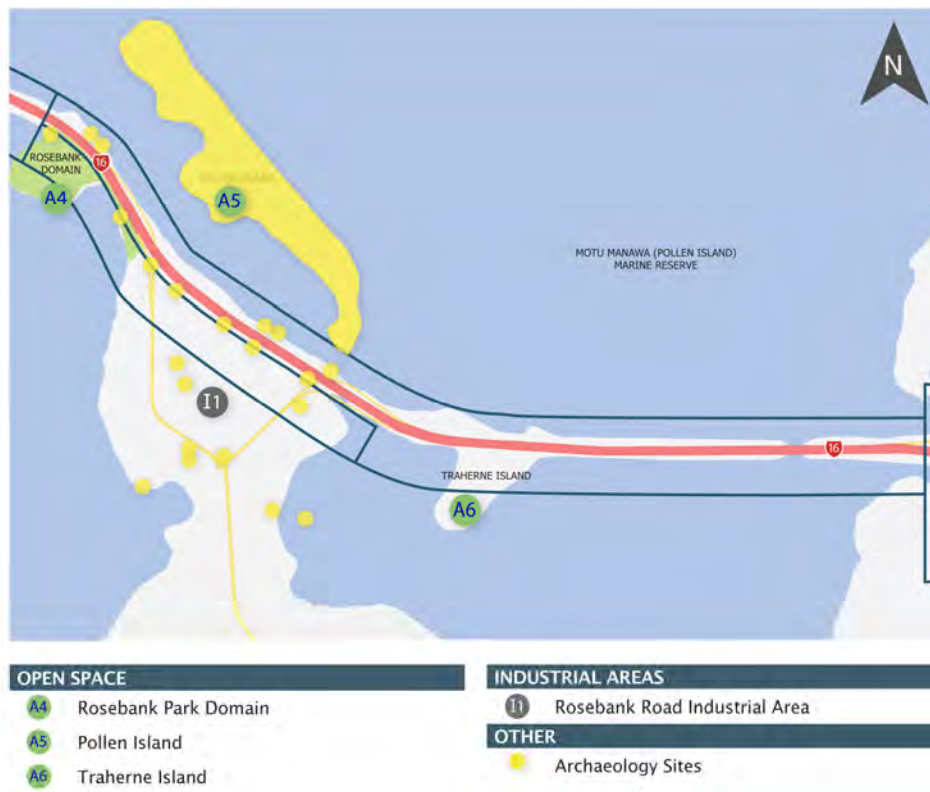 N
ROSEBANK
DOMAIN
16
A4
A5
MOTU MANAWA (POLLEN ISLAND)
MARINE RESERVE
I1
16
TRAHERNE ISLAND
A6
OPEN SPACE
A4 Rosebank Park Domain
A5 Pollen Island
A6 Traherne Island
INDUSTRIAL AREAS
I1 Rosebank Road Industrial Area
OTHER
Archaeology Sites